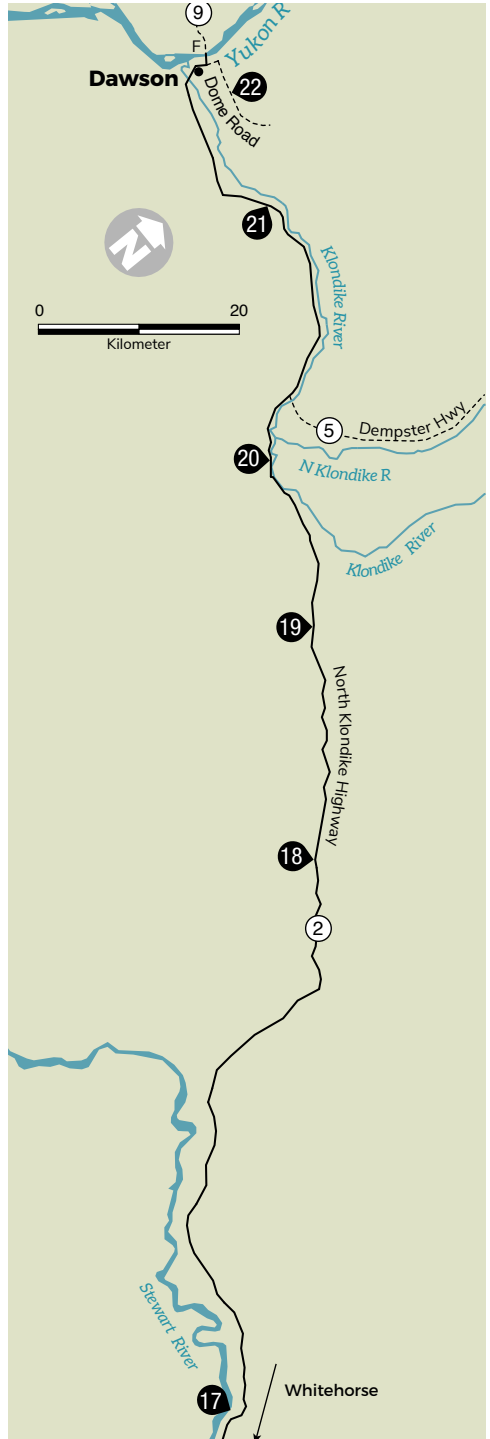 9
Yukon R
F
Dawson
22
Dome Road
21
N
Klondike River
0 20
Kilometer
5
Dempster Hwy
20
N Klondike R
Klondike River
19
North Klondike Highway
18
2
Stewart River
17
Whitehorse